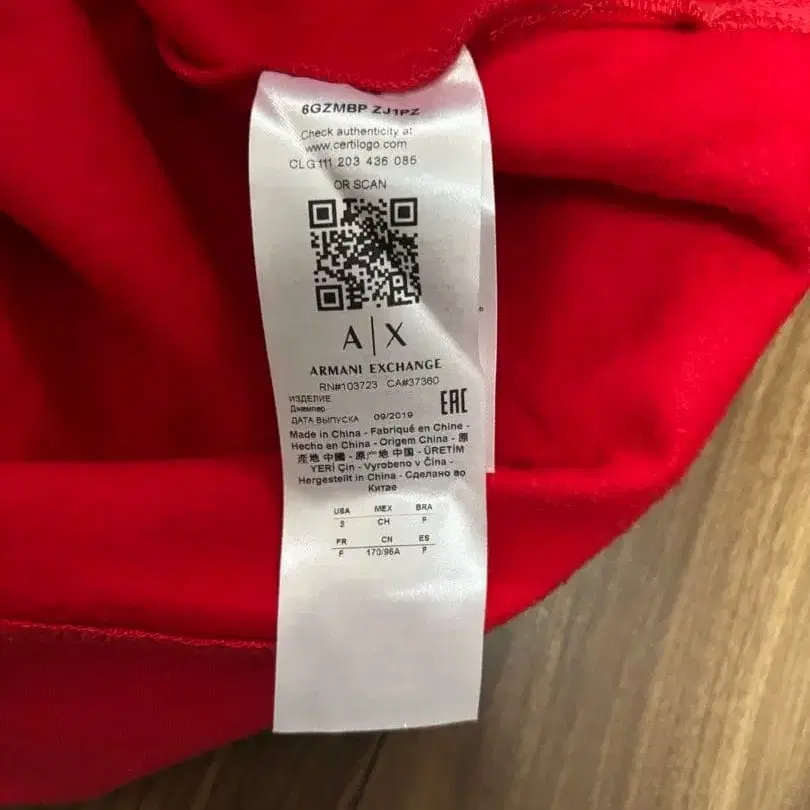 6GZMBP ZJ1PZ
Check authenticity at
www.certilogo.com
CLG 111 203 436 085
OR SCAN
A|X
ARMANI EXCHANGE
RN#103723 CA#37360
ИЗДЕЛИЕ
Джемпер
ДАТА ВЫПУСКА 09/2019
EAC
Made in China - Fabriqué en Chine -
Hecho en China - Origem China - 原
産地 中國 - 原产地 中国 - ÜRETİM
YERİ Çin - Vyrobeno v Čina -
Hergestellt in China - Сделано во
Китае
USA MEX BRA
S CH P
FR CN ES
P 170/96A P